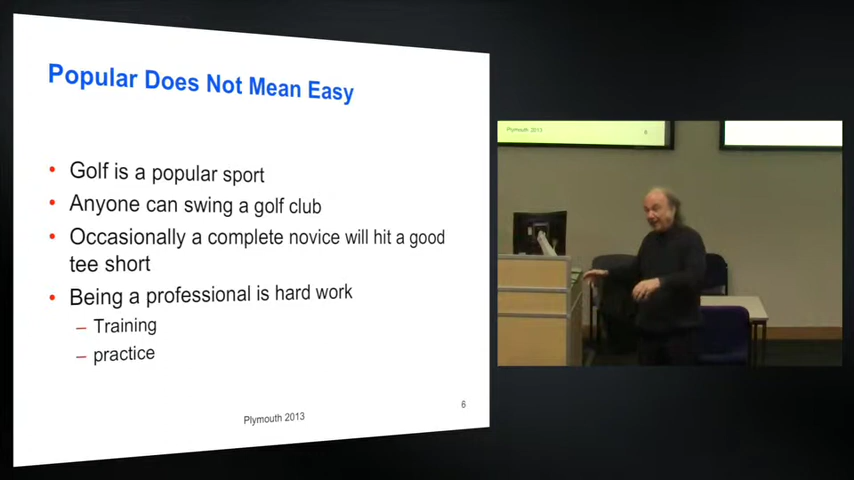 Popular Does Not Mean Easy
• Golf is a popular sport
• Anyone can swing a golf club
• Occasionally a complete novice will hit a good
tee short
• Being a professional is hard work
– Training
– practice
Plymouth 2013
6
Plymouth 2013
6